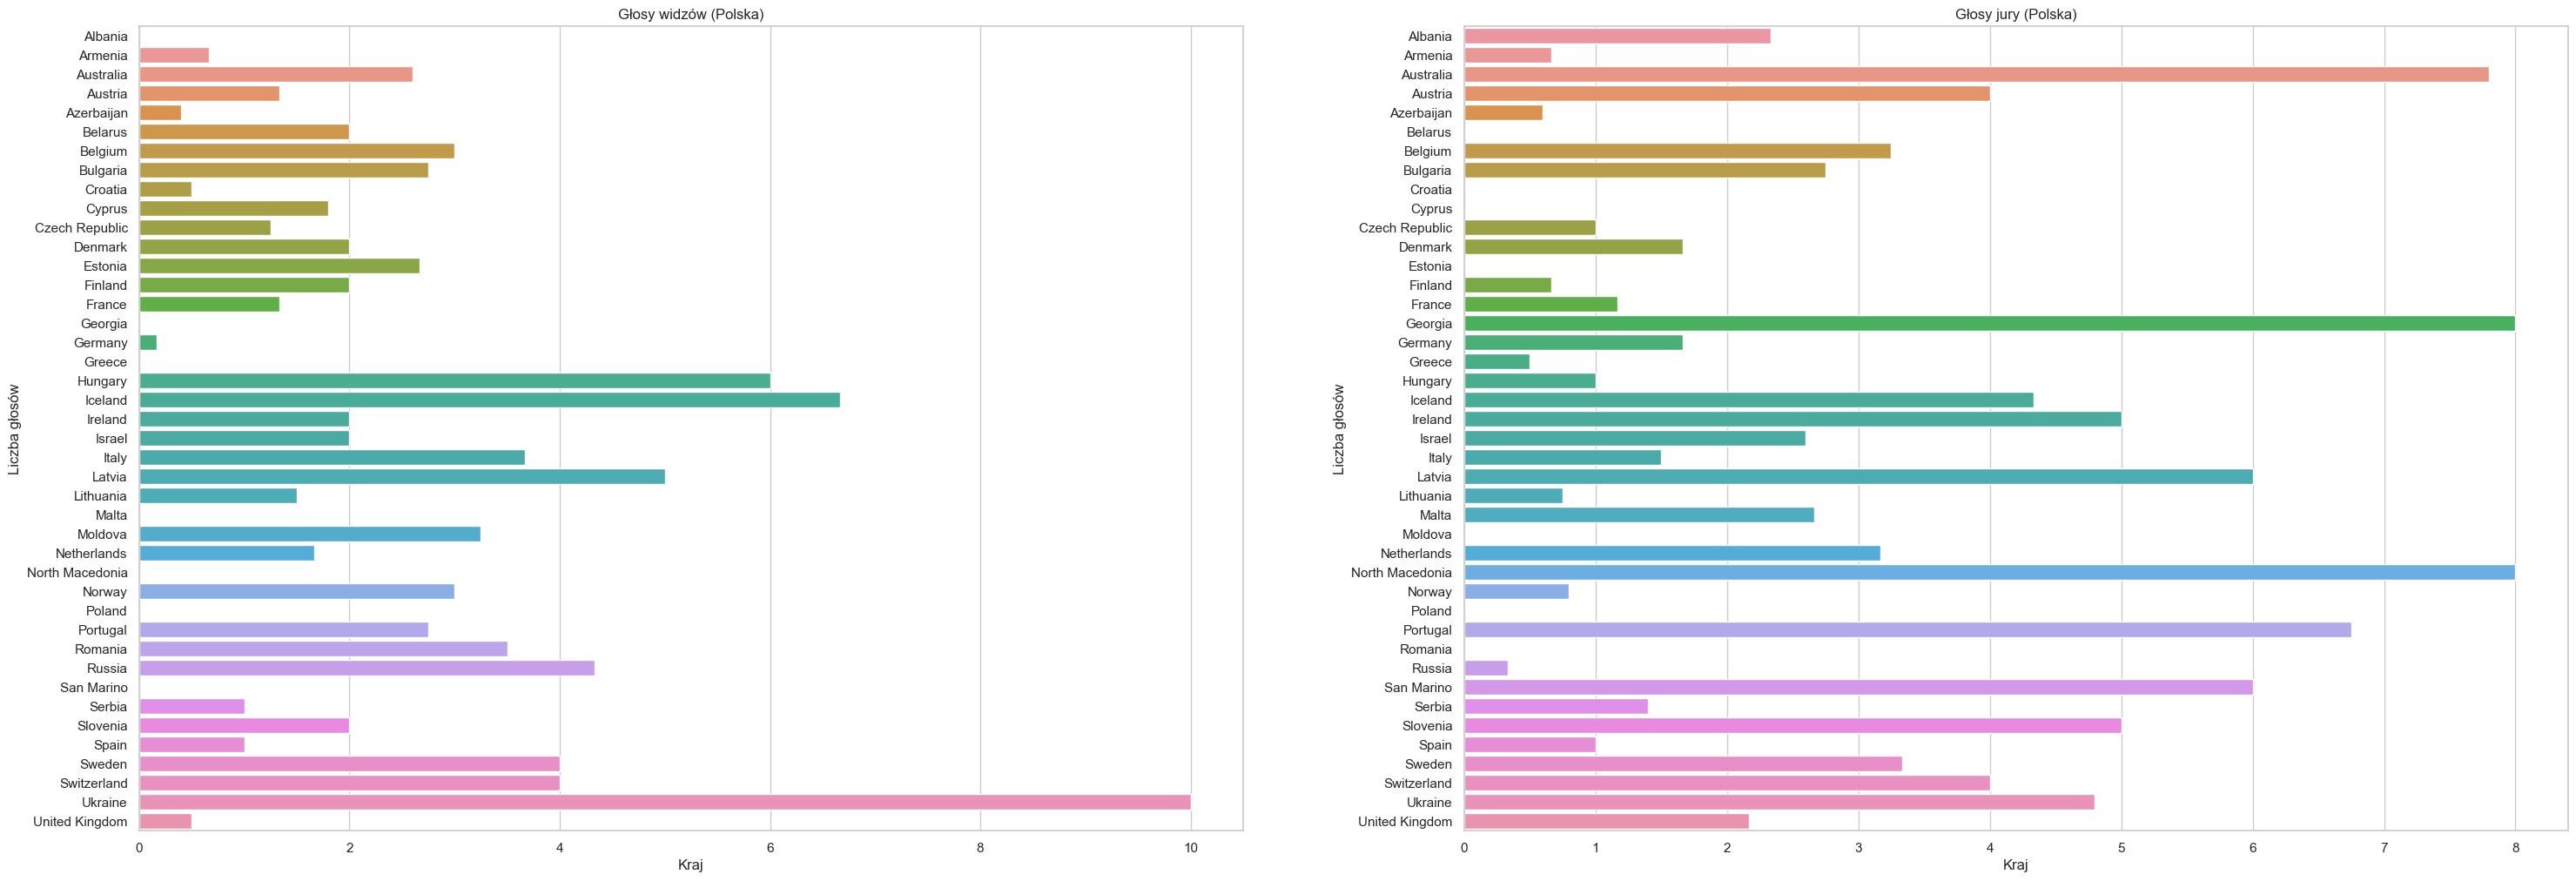 Głosy widzów (Polska)
Liczba głosów
Albania
Armenia
Australia
Austria
Azerbaijan
Belarus
Belgium
Bulgaria
Croatia
Cyprus
Czech Republic
Denmark
Estonia
Finland
France
Georgia
Germany
Greece
Hungary
Iceland
Ireland
Israel
Italy
Latvia
Lithuania
Malta
Moldova
Netherlands
North Macedonia
Norway
Poland
Portugal
Romania
Russia
San Marino
Serbia
Slovenia
Spain
Sweden
Switzerland
Ukraine
United Kingdom
0 2 4 6 8 10
Kraj
Głosy jury (Polska)
Liczba głosów
Albania
Armenia
Australia
Austria
Azerbaijan
Belarus
Belgium
Bulgaria
Croatia
Cyprus
Czech Republic
Denmark
Estonia
Finland
France
Georgia
Germany
Greece
Hungary
Iceland
Ireland
Israel
Italy
Latvia
Lithuania
Malta
Moldova
Netherlands
North Macedonia
Norway
Poland
Portugal
Romania
Russia
San Marino
Serbia
Slovenia
Spain
Sweden
Switzerland
Ukraine
United Kingdom
0 1 2 3 4 5 6 7 8
Kraj